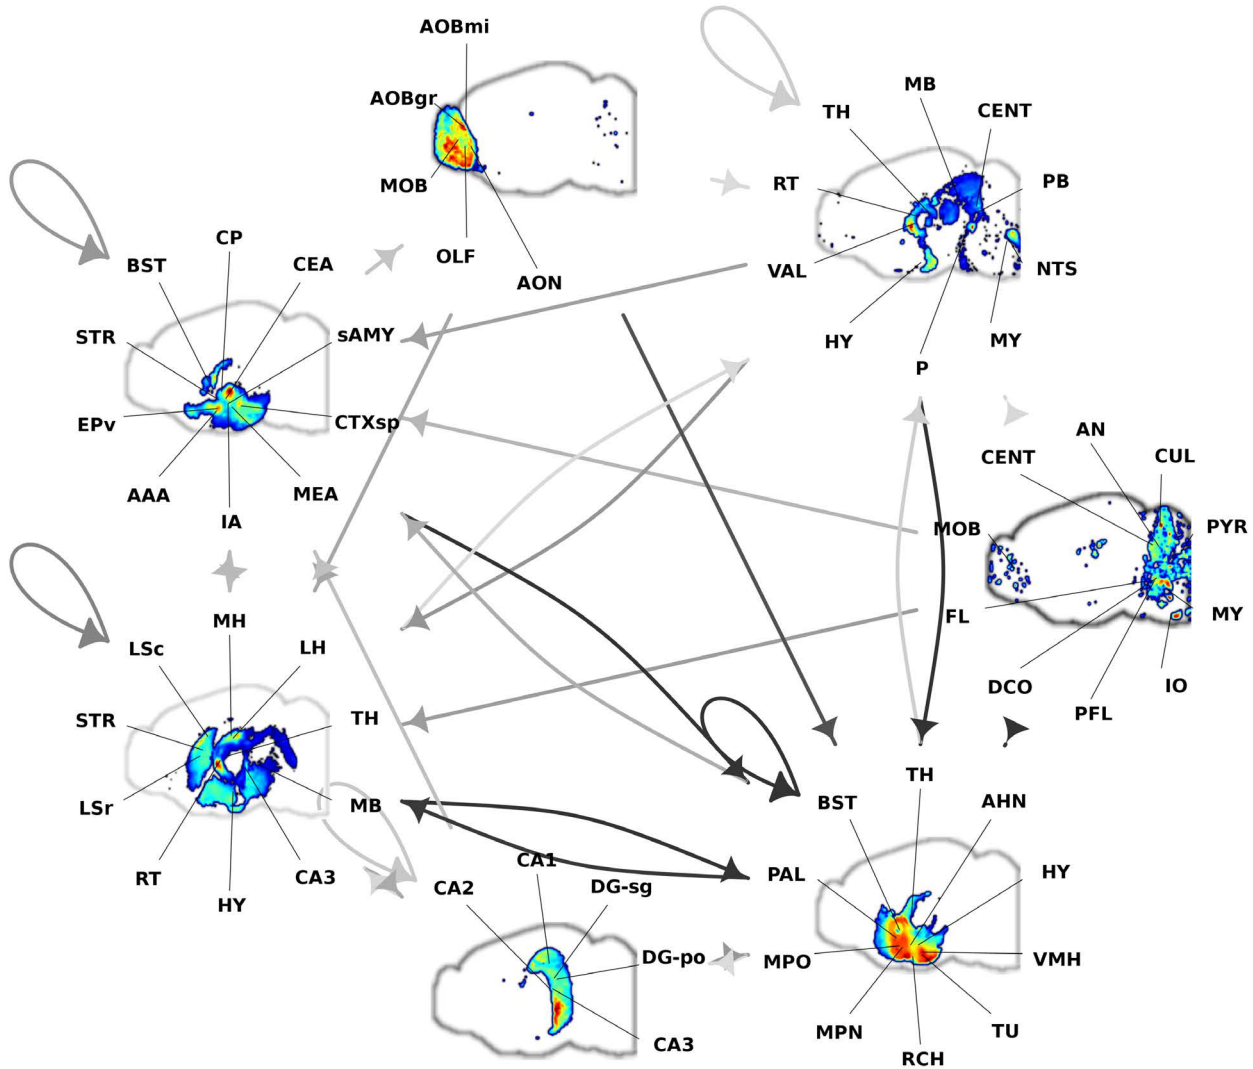 AOBmi
AOBgr
MOB
OLF
AON
MB
TH
CENT
RT
PB
VAL
NTS
HY
MY
P
CP
BST
CEA
STR
sAMY
EPv
CTXsp
AAA
MEA
IA
AN
CENT
CUL
MOB
PYR
FL
MY
DCO
IO
PFL
MH
LSc
LH
STR
TH
LSr
MB
RT
CA3
HY
CA1
CA2
DG-sg
DG-po
CA3
TH
BST
AHN
PAL
HY
MPO
VMH
MPN
TU
RCH